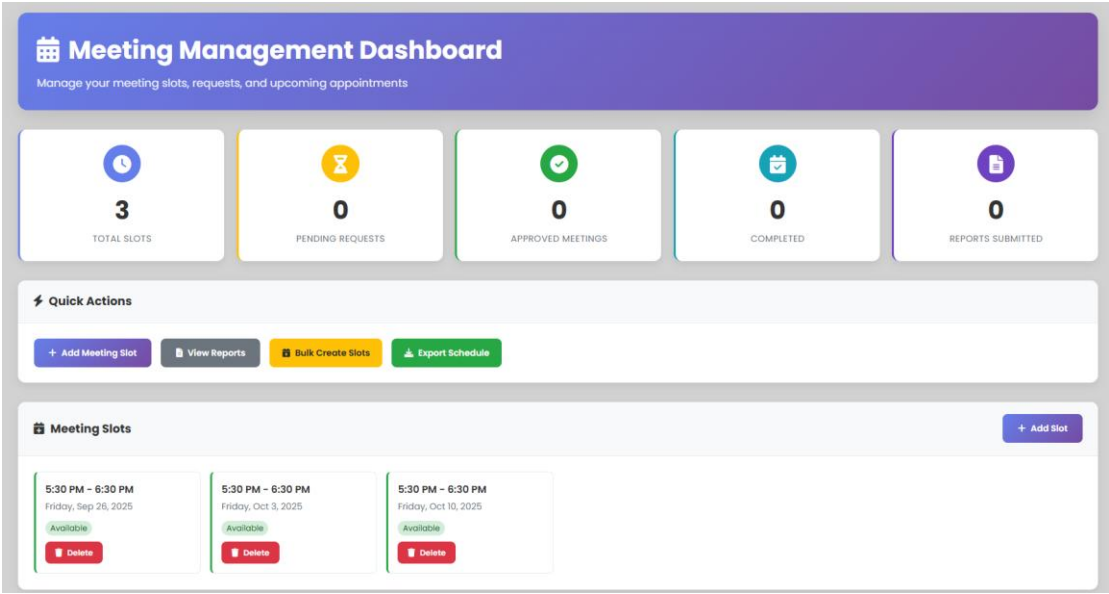 Meeting Management Dashboard
Manage your meeting slots, requests, and upcoming appointments
3
TOTAL SLOTS
0
PENDING REQUESTS
0
APPROVED MEETINGS
0
COMPLETED
0
REPORTS SUBMITTED
Quick Actions
+ Add Meeting Slot
View Reports
Bulk Create Slots
Export Schedule
Meeting Slots
+ Add Slot
5:30 PM - 6:30 PM
Friday, Sep 26, 2025
Available
Delete
5:30 PM - 6:30 PM
Friday, Oct 3, 2025
Available
Delete
5:30 PM - 6:30 PM
Friday, Oct 10, 2025
Available
Delete